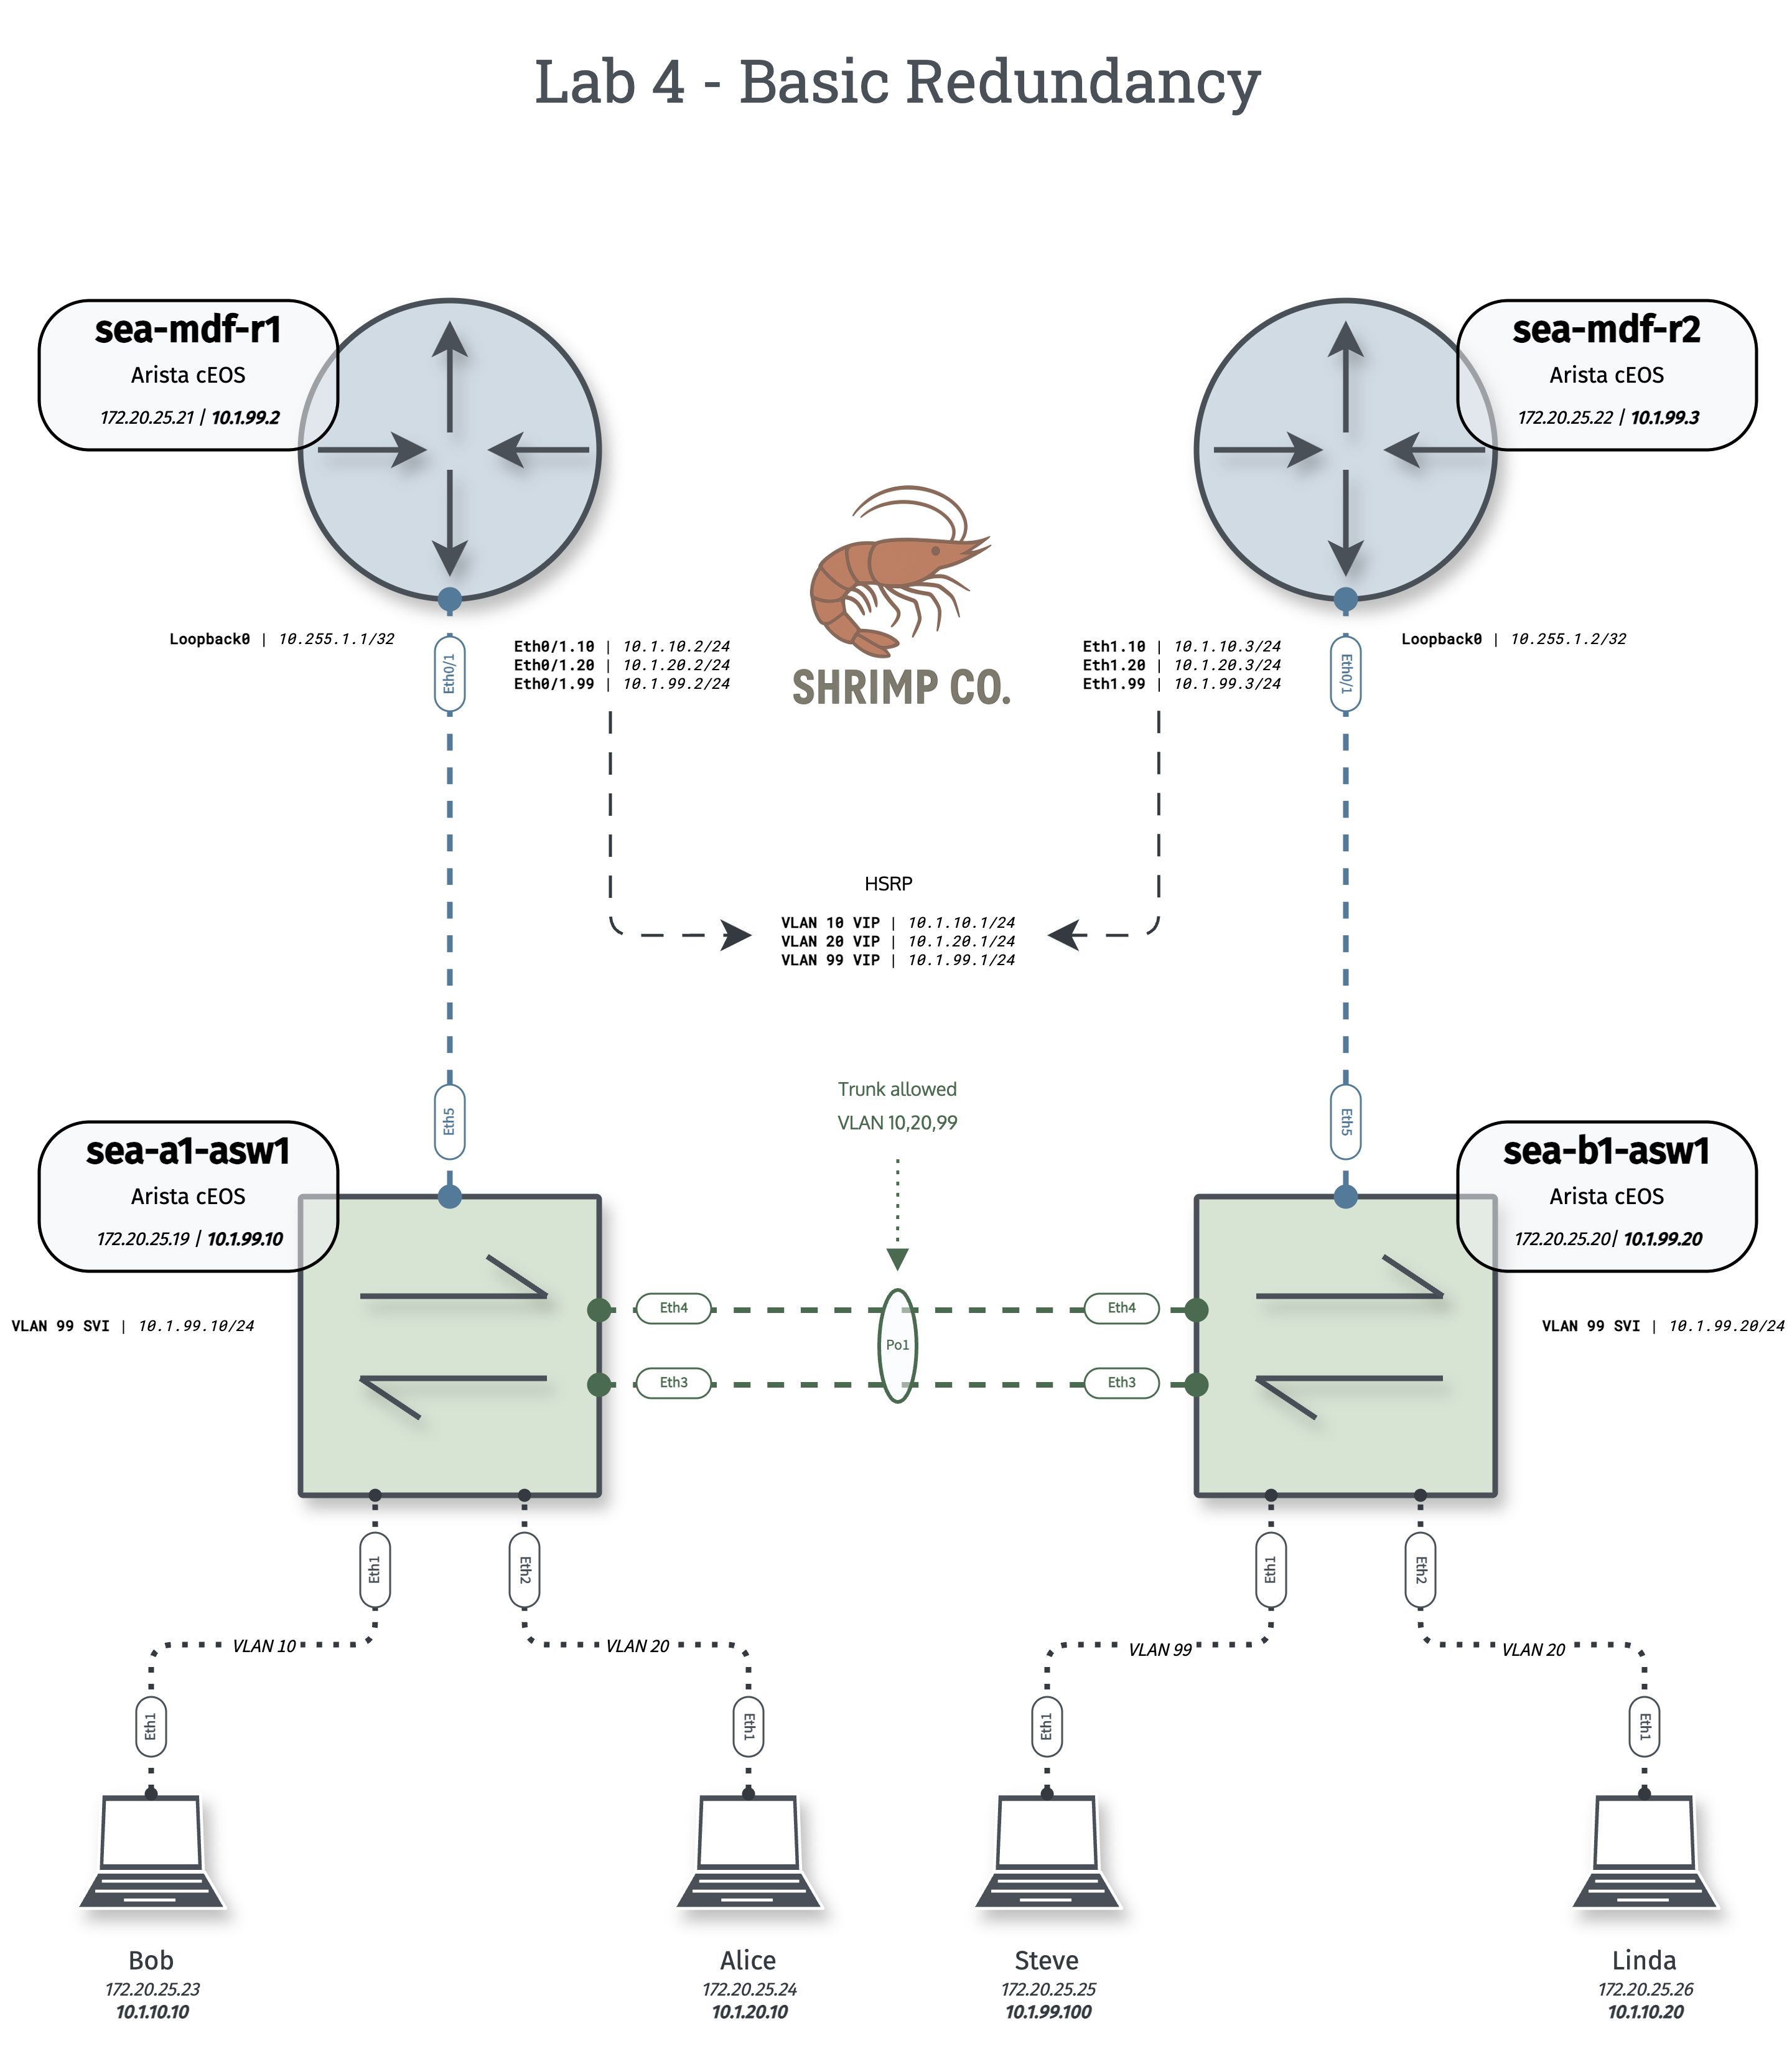 Lab 4 - Basic Redundancy
sea-mdf-r1
Arista cEOS
172.20.25.21 | 10.1.99.2
sea-mdf-r2
Arista cEOS
172.20.25.22 | 10.1.99.3
SHRIMP CO.
Loopback0 | 10.255.1.1/32
Eth0/1
Eth0/1.10 | 10.1.10.2/24
Eth0/1.20 | 10.1.20.2/24
Eth0/1.99 | 10.1.99.2/24
Eth1.10 | 10.1.10.3/24
Eth1.20 | 10.1.20.3/24
Eth1.99 | 10.1.99.3/24
Eth0/1
Loopback0 | 10.255.1.2/32
HSRP
VLAN 10 VIP | 10.1.10.1/24
VLAN 20 VIP | 10.1.20.1/24
VLAN 99 VIP | 10.1.99.1/24
Trunk allowed
VLAN 10,20,99
Eth5
Eth5
sea-a1-asw1
Arista cEOS
172.20.25.19 | 10.1.99.10
sea-b1-asw1
Arista cEOS
172.20.25.20| 10.1.99.20
VLAN 99 SVI | 10.1.99.10/24
VLAN 99 SVI | 10.1.99.20/24
Eth4
Eth4
Po1
Eth3
Eth3
Eth1
Eth2
Eth1
Eth2
VLAN 10
VLAN 20
VLAN 99
VLAN 20
Eth1
Eth1
Eth1
Eth1
Bob
172.20.25.23
10.1.10.10
Alice
172.20.25.24
10.1.20.10
Steve
172.20.25.25
10.1.99.100
Linda
172.20.25.26
10.1.10.20